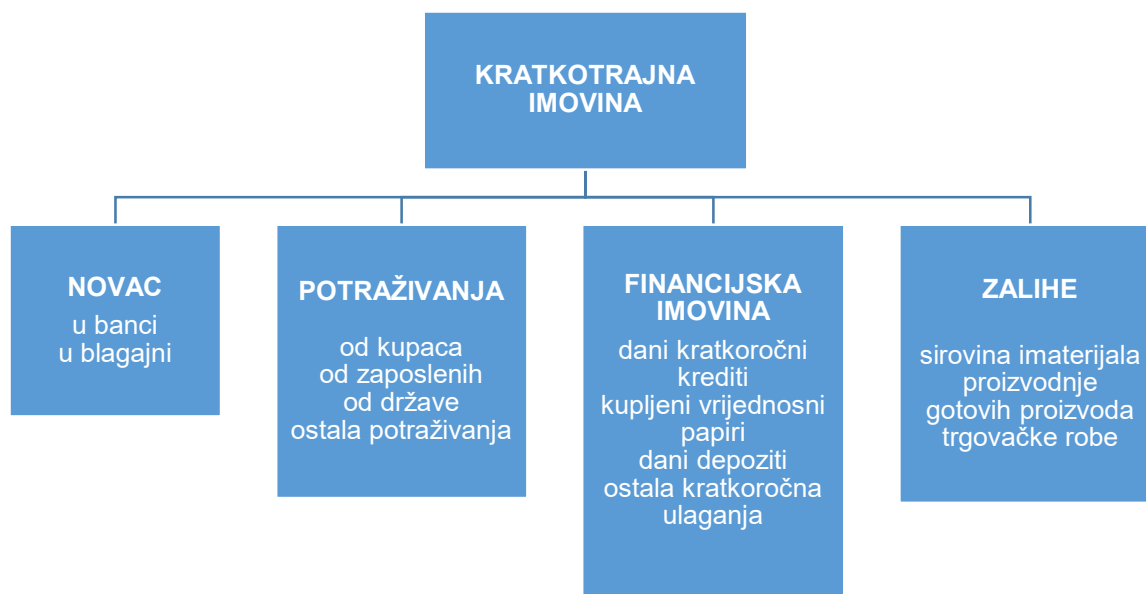 KRATKOTRAJNA
IMOVINA
NOVAC
u banci
u blagajni
POTRAŽIVANJA
od kupaca
od zaposlenih
od države
ostala potraživanja
FINANCIJSKA
IMOVINA
dani kratkoročni
krediti
kupljeni vrijednosni
papiri
dani depoziti
ostala kratkoročna
ulaganja
ZALIHE
sirovina imaterijala
proizvodnje
gotovih proizvoda
trgovačke robe